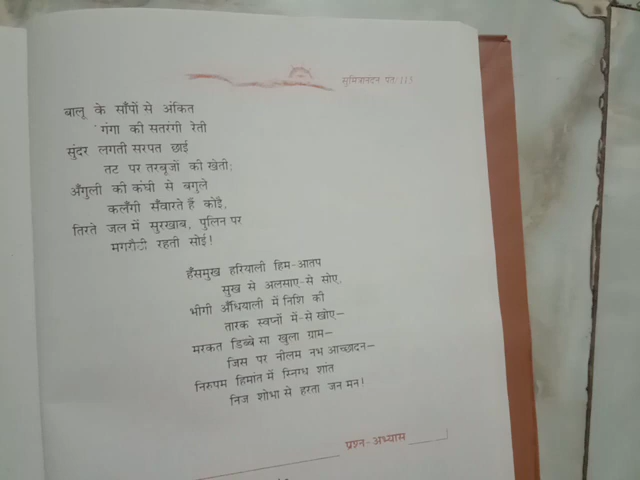 सुमित्रानंदन पंत/113
बालू के साँपों से अंकित
गंगा की सतरंगी रेती
सुंदर लगती सरपत छाई
तट पर तरबूजों की खेती;
अँगुली की कंघी से बगुले
कलँगी सँवारते हैं कोई,
तिरते जल में सुरखाब, पुलिन पर
मगरौठी रहती सोई!
हँसमुख हरियाली हिम-आतप
सुख से अलसाए-से सोए,
भीगी अँधियाली में निशि की
तारक स्वप्नों में-से खोए—
मरकत डिब्बे सा खुला ग्राम—
जिस पर नीलम नभ आच्छादन—
निरुपम हिमांत में स्निग्ध शांत
निज शोभा से हरता जन मन!
प्रश्न-अभ्यास